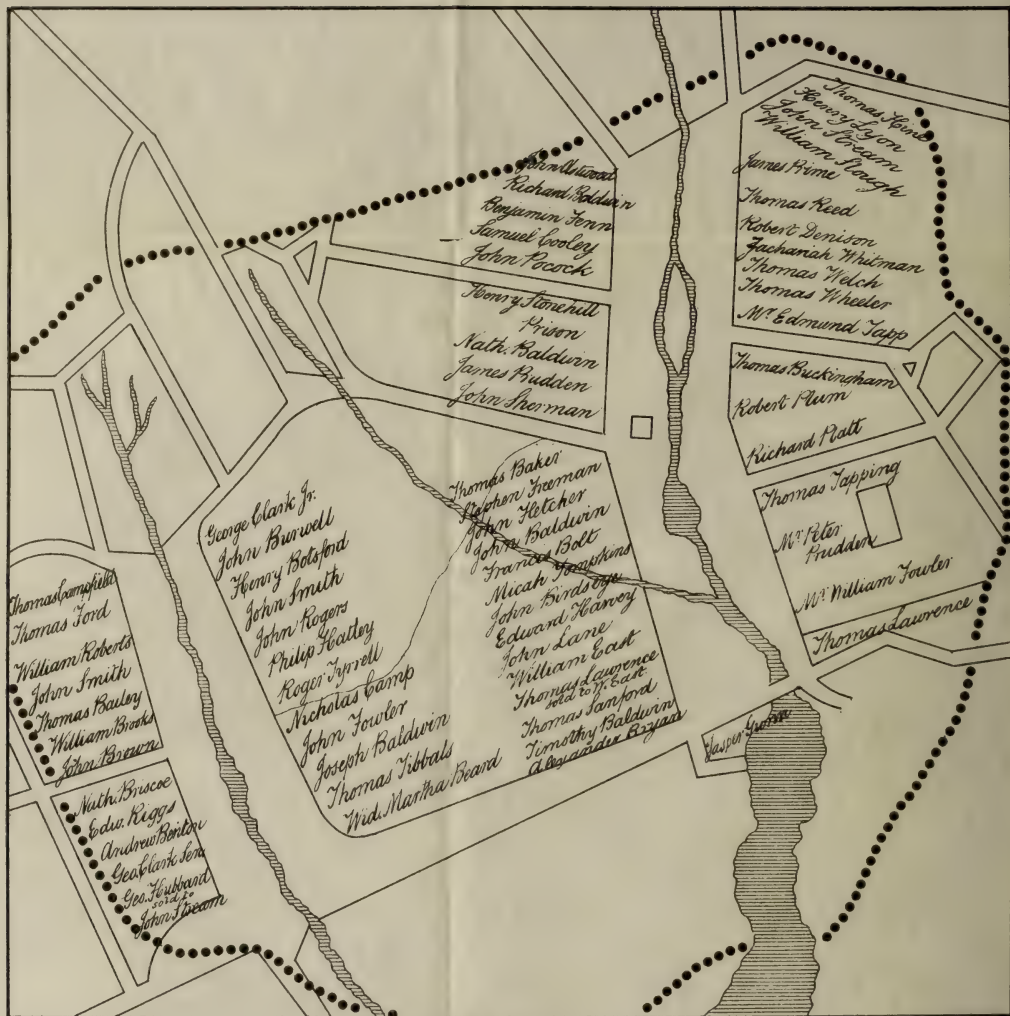 Thomas Hine
Henry Lyon
John Stream
William Slough
James Prime
Thomas Reed
Robert Denison
Zachariah Whitman
Thomas Welch
Thomas Wheeler
Mr Edmund Tapp
John Astwood
Richard Baldwin
Benjamin Fenn
Samuel Cooley
John Pocock
Henry Stonehill
Prison
Nath. Baldwin
James Prudden
John Sherman
Thomas Buckingham
Robert Plum
Richard Platt
Thomas Tapping
Mr. Peter
Prudden
Mr. William Fowler
Thomas Lawrence
Thomas Baker
Stephen Freeman
John Fletcher
John Baldwin
Francis Bolt
Micah Tompkins
John Birdseye
Edward Harvey
John Lane
William East
Thomas Lawrence
sold to W. East
Thomas Sanford
Timothy Baldwin
Alexander Bryan
George Clark Jr.
John Burwell
Henry Botsford
John Smith
John Rogers
Philip Hatley
Roger Tyrrell
Nicholas Camp
John Fowler
Joseph Baldwin
Thomas Tibbals
Wid. Martha Beard
Jasper Gunn
Thomas Campfield
Thomas Ford
William Roberts
John Smith
Thomas Bailey
William Brooks
John Brown
Nath. Briscoe
Edw. Riggs
Andrew Benton
Geo. Clark Sen.
Geo. Hubbard
sold to
John Stream